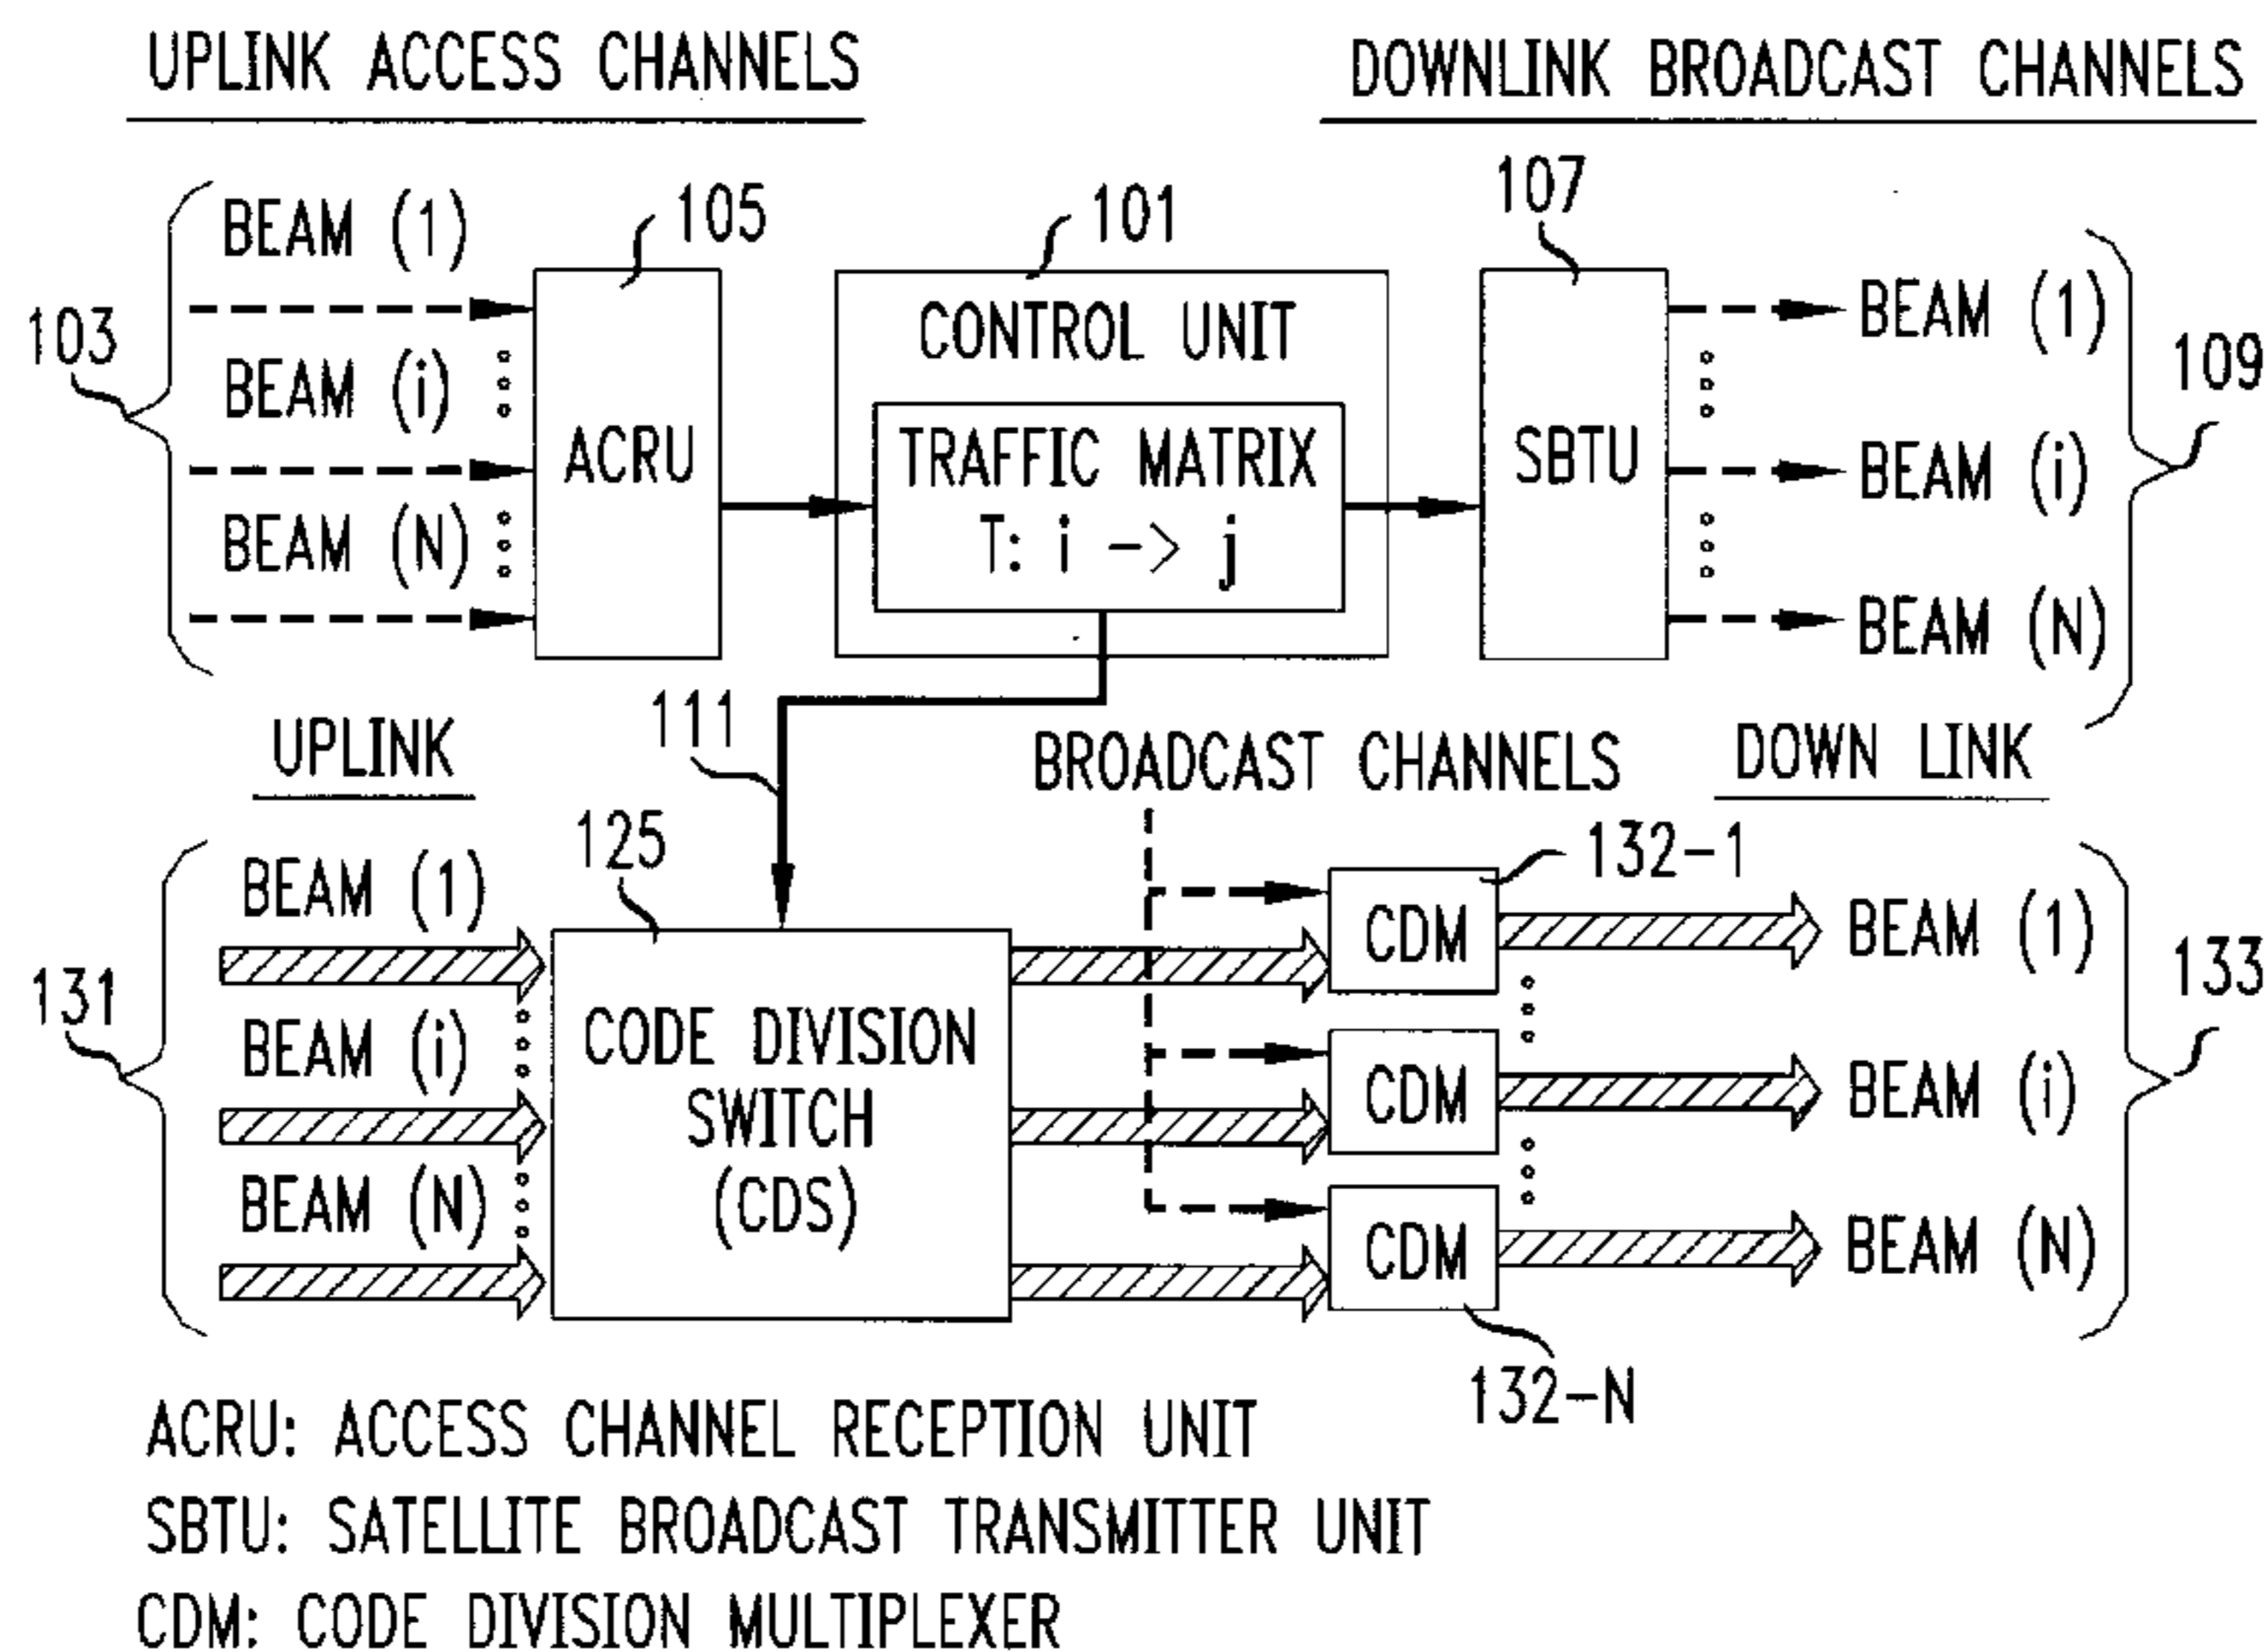 UPLINK ACCESS CHANNELS
DOWNLINK BROADCAST CHANNELS
103
BEAM (1)
BEAM (i)
BEAM (N)
105
ACRU
101
CONTROL UNIT
TRAFFIC MATRIX
T: i -> j
107
SBTU
BEAM (1)
BEAM (i)
BEAM (N)
109
111
UPLINK
BROADCAST CHANNELS
DOWN LINK
131
BEAM (1)
BEAM (i)
BEAM (N)
125
CODE DIVISION
SWITCH
(CDS)
132-1
CDM
CDM
CDM
132-N
BEAM (1)
BEAM (i)
BEAM (N)
133
ACRU: ACCESS CHANNEL RECEPTION UNIT
SBTU: SATELLITE BROADCAST TRANSMITTER UNIT
CDM: CODE DIVISION MULTIPLEXER